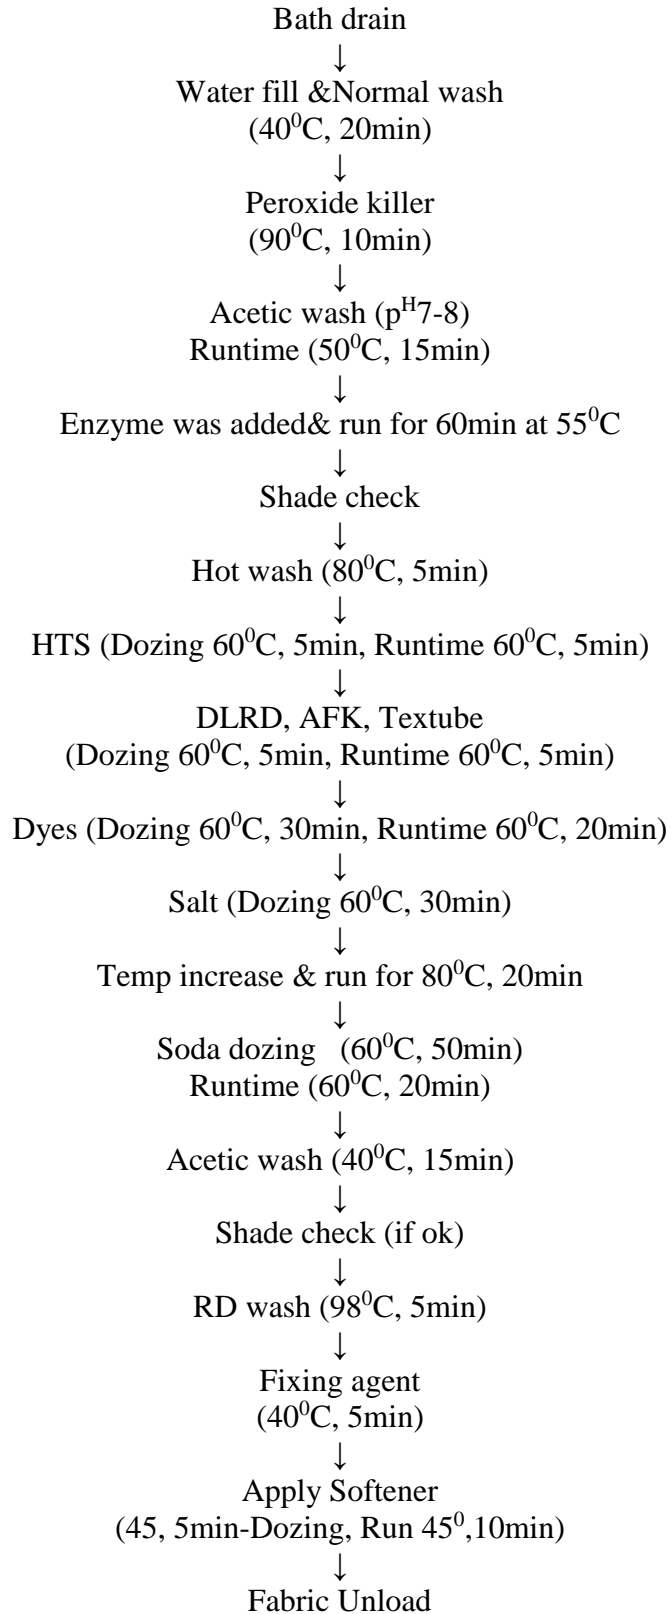 Bath drain
↓
Water fill &Normal wash
(40⁰C, 20min)
↓
Peroxide killer
(90⁰C, 10min)
↓
Acetic wash (pᴴ7-8)
Runtime (50⁰C, 15min)
↓
Enzyme was added& run for 60min at 55⁰C
↓
Shade check
↓
Hot wash (80⁰C, 5min)
↓
HTS (Dozing 60⁰C, 5min, Runtime 60⁰C, 5min)
↓
DLRD, AFK, Textube
(Dozing 60⁰C, 5min, Runtime 60⁰C, 5min)
↓
Dyes (Dozing 60⁰C, 30min, Runtime 60⁰C, 20min)
↓
Salt (Dozing 60⁰C, 30min)
↓
Temp increase & run for 80⁰C, 20min
↓
Soda dozing (60⁰C, 50min)
Runtime (60⁰C, 20min)
↓
Acetic wash (40⁰C, 15min)
↓
Shade check (if ok)
↓
RD wash (98⁰C, 5min)
↓
Fixing agent
(40⁰C, 5min)
↓
Apply Softener
(45, 5min-Dozing, Run 45⁰,10min)
↓
Fabric Unload